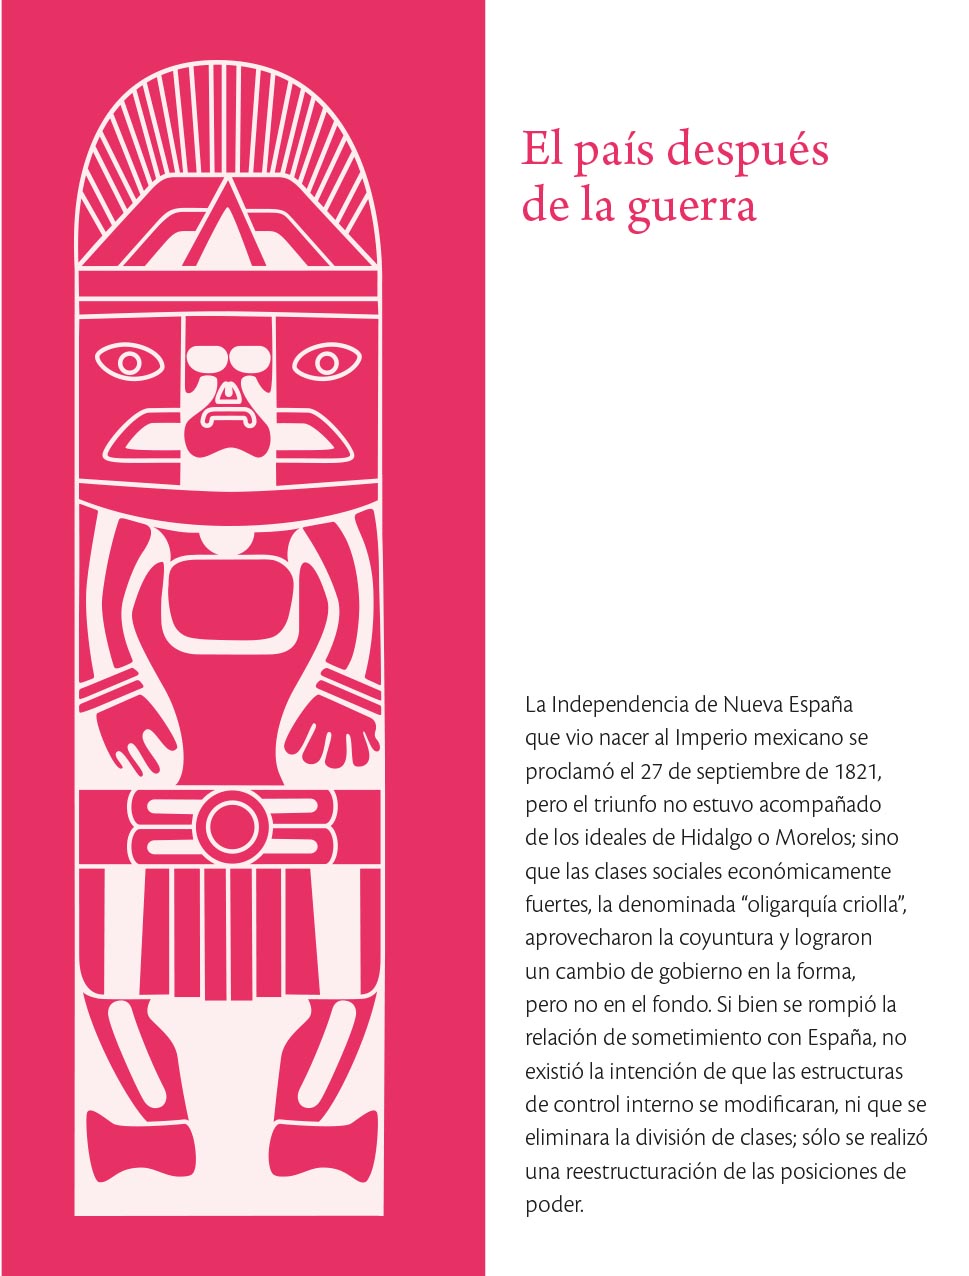 El país después
de la guerra
La Independencia de Nueva España
que vio nacer al Imperio mexicano se
proclamó el 27 de septiembre de 1821,
pero el triunfo no estuvo acompañado
de los ideales de Hidalgo o Morelos; sino
que las clases sociales económicamente
fuertes, la denominada “oligarquía criolla”,
aprovecharon la coyuntura y lograron
un cambio de gobierno en la forma,
pero no en el fondo. Si bien se rompió la
relación de sometimiento con España, no
existió la intención de que las estructuras
de control interno se modificaran, ni que se
eliminara la división de clases; sólo se realizó
una reestructuración de las posiciones de
poder.